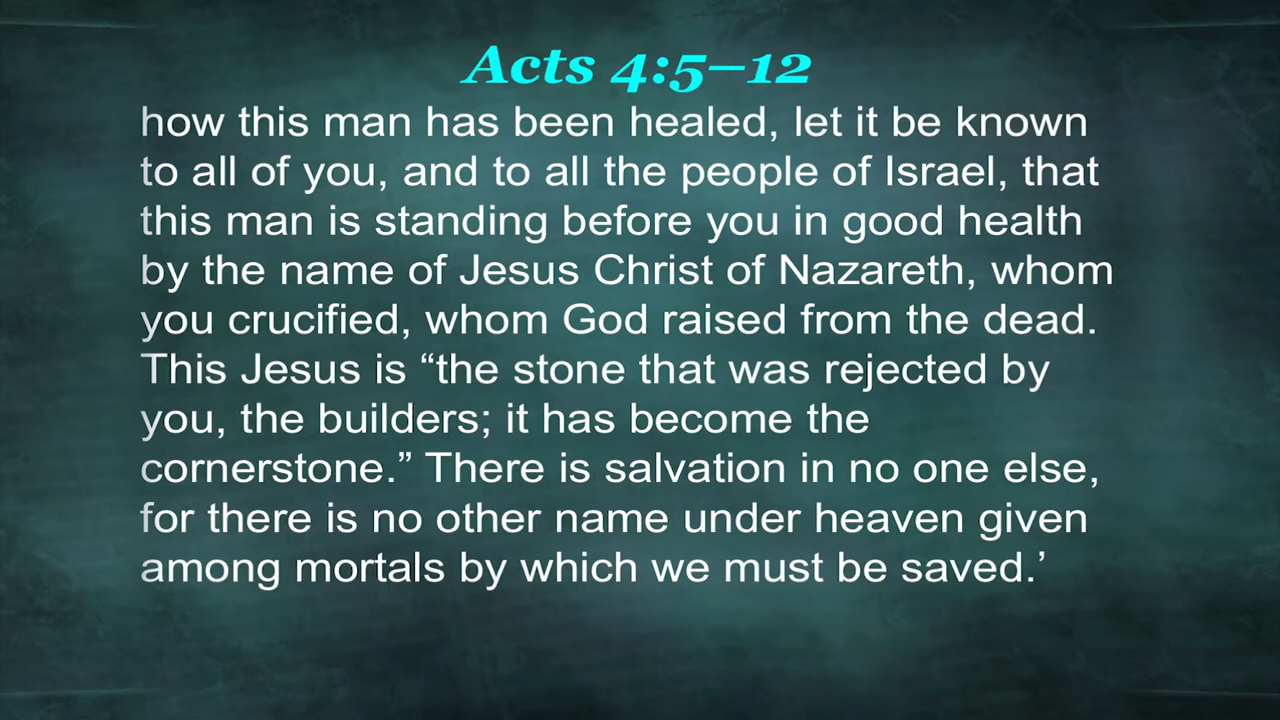 Acts 4:5–12
how this man has been healed, let it be known
to all of you, and to all the people of Israel, that
this man is standing before you in good health
by the name of Jesus Christ of Nazareth, whom
you crucified, whom God raised from the dead.
This Jesus is “the stone that was rejected by
you, the builders; it has become the
cornerstone.” There is salvation in no one else,
for there is no other name under heaven given
among mortals by which we must be saved.’